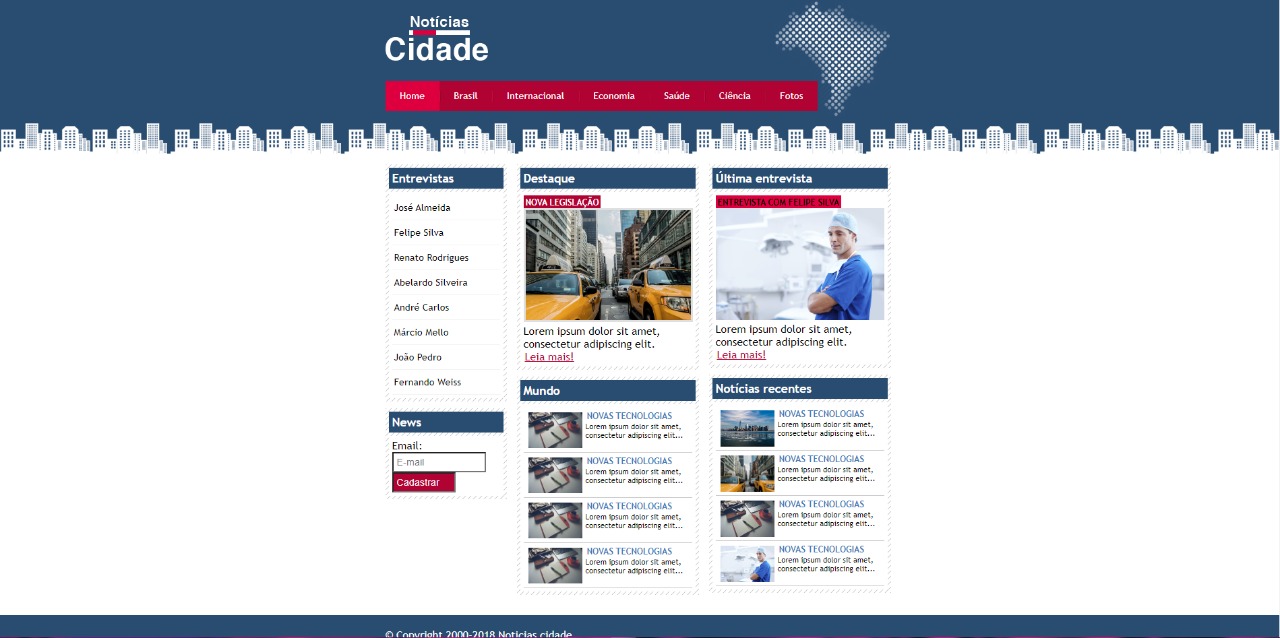 Notícias
Cidade
Home Brasil Internacional Economia Saúde Ciência Fotos
Entrevistas
José Almeida
Felipe Silva
Renato Rodrigues
Abelardo Silveira
André Carlos
Márcio Mello
João Pedro
Fernando Weiss
News
Email:
E-mail
Cadastrar
Destaque
NOVA LEGISLAÇÃO
Lorem ipsum dolor sit amet,
consectetur adipiscing elit.
Leia mais!
Mundo
NOVAS TECNOLOGIAS
Lorem ipsum dolor sit amet,
consectetur adipiscing elit...
NOVAS TECNOLOGIAS
Lorem ipsum dolor sit amet,
consectetur adipiscing elit...
NOVAS TECNOLOGIAS
Lorem ipsum dolor sit amet,
consectetur adipiscing elit...
NOVAS TECNOLOGIAS
Lorem ipsum dolor sit amet,
consectetur adipiscing elit...
Última entrevista
ENTREVISTA COM FELIPE SILVA
Lorem ipsum dolor sit amet,
consectetur adipiscing elit.
Leia mais!
Notícias recentes
NOVAS TECNOLOGIAS
Lorem ipsum dolor sit amet,
consectetur adipiscing elit...
NOVAS TECNOLOGIAS
Lorem ipsum dolor sit amet,
consectetur adipiscing elit...
NOVAS TECNOLOGIAS
Lorem ipsum dolor sit amet,
consectetur adipiscing elit...
NOVAS TECNOLOGIAS
Lorem ipsum dolor sit amet,
consectetur adipiscing elit...
© Copyright 2000-2018 Noticias cidade